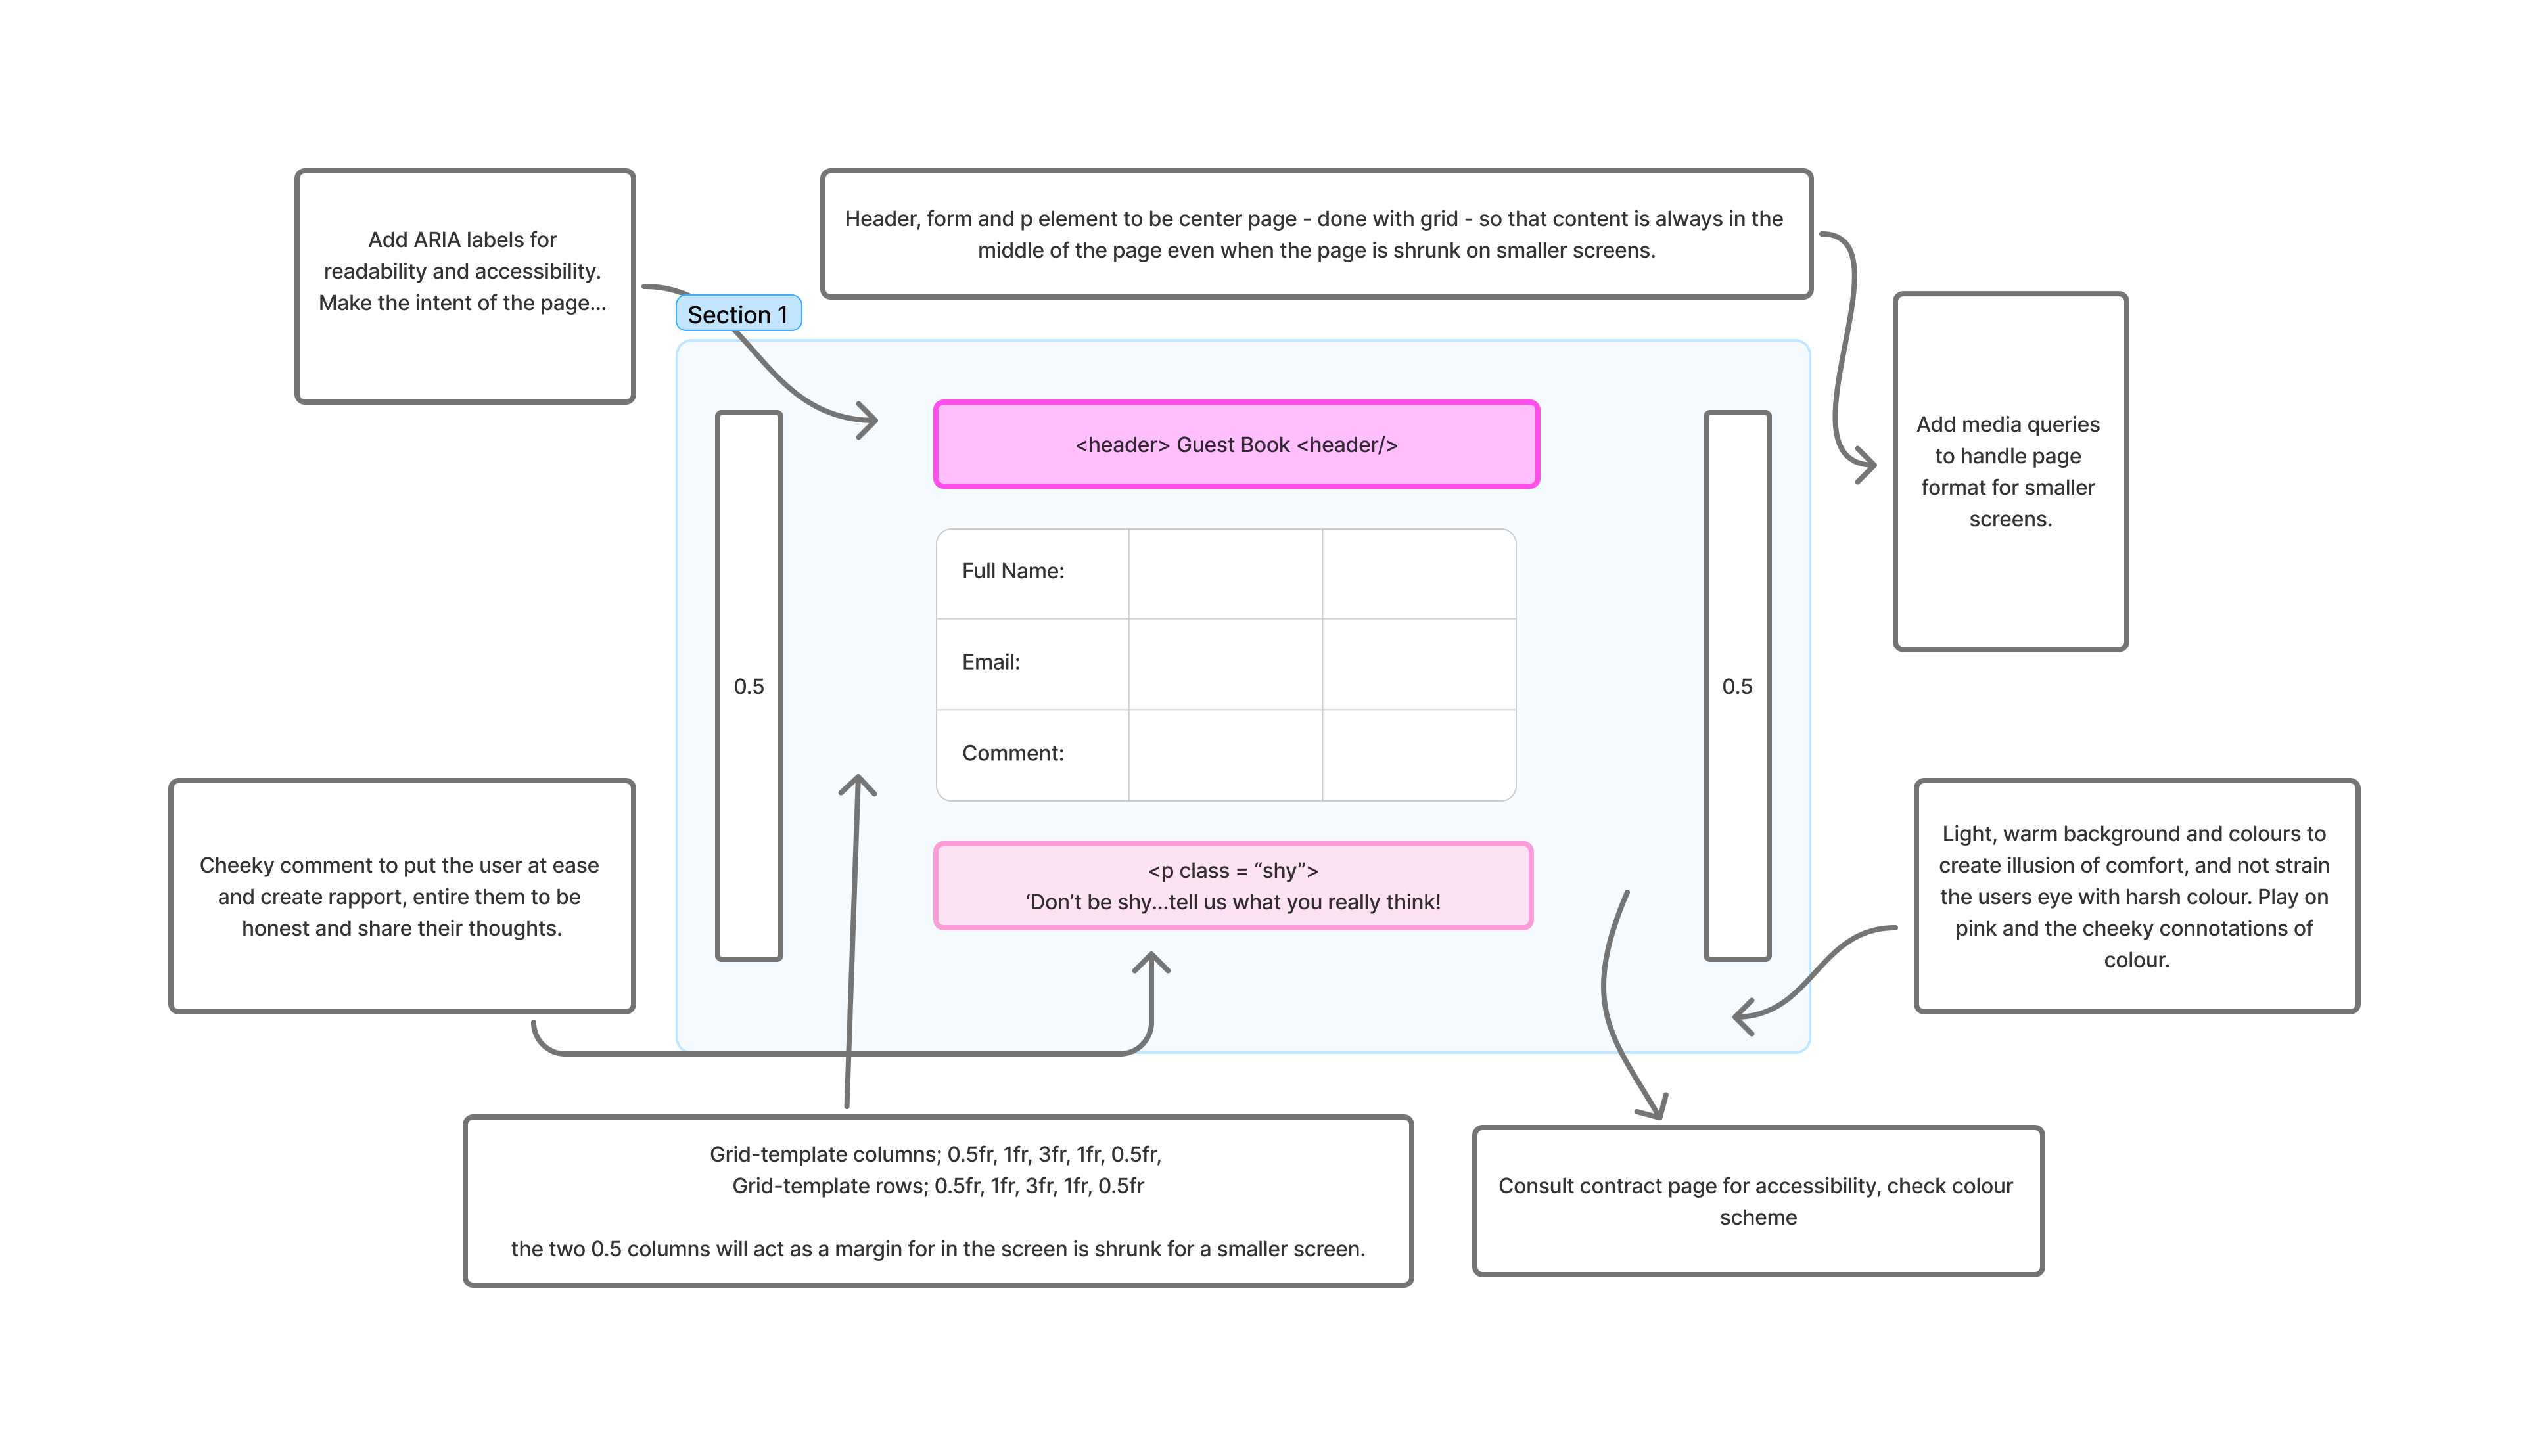 Add ARIA labels for
readability and accessibility.
Make the intent of the page...
Header, form and p element to be center page - done with grid - so that content is always in the
middle of the page even when the page is shrunk on smaller screens.
Section 1
Add media queries
to handle page
format for smaller
screens.
<header> Guest Book <header/>
Full Name:
Email:
Comment:
0.5
0.5
<p class = “shy”>
‘Don’t be shy...tell us what you really think!
Cheeky comment to put the user at ease
and create rapport, entire them to be
honest and share their thoughts.
Light, warm background and colours to
create illusion of comfort, and not strain
the users eye with harsh colour. Play on
pink and the cheeky connotations of
colour.
Grid-template columns; 0.5fr, 1fr, 3fr, 1fr, 0.5fr,
Grid-template rows; 0.5fr, 1fr, 3fr, 1fr, 0.5fr
the two 0.5 columns will act as a margin for in the screen is shrunk for a smaller screen.
Consult contract page for accessibility, check colour
scheme